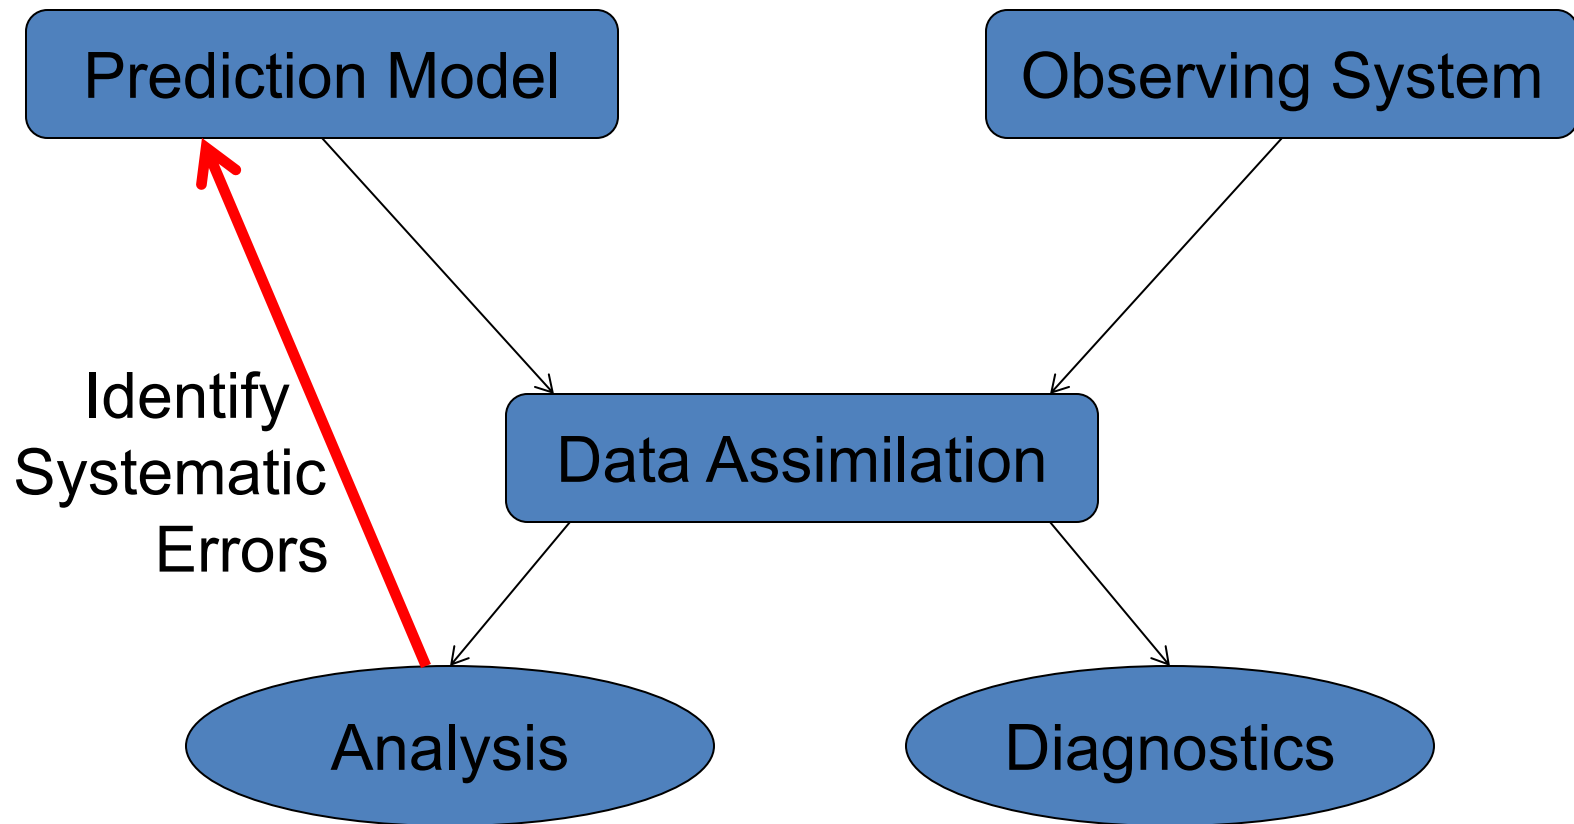 Prediction Model
Observing System
Identify
Systematic
Errors
Data Assimilation
Analysis
Diagnostics